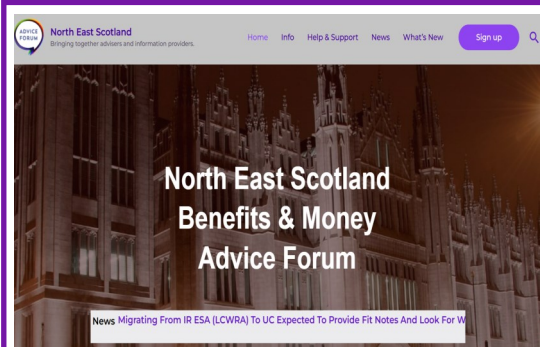 ADVICE
FORUM
North East Scotland
Bringing together advisers and information providers.
Home Info Help & Support News What's New Sign up
North East Scotland
Benefits & Money
Advice Forum
News Migrating From IR ESA (LCWRA) To UC Expected To Provide Fit Notes And Look For W